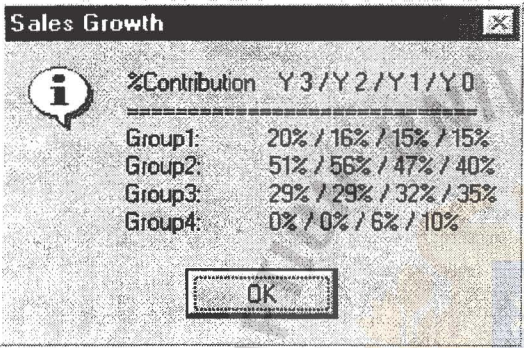 Sales Growth
%Contribution Y3/Y2/Y1/Y0
==============================
Group1: 20% / 16% / 15% / 15%
Group2: 51% / 56% / 47% / 40%
Group3: 29% / 29% / 32% / 35%
Group4: 0% / 0% / 6% / 10%
OK